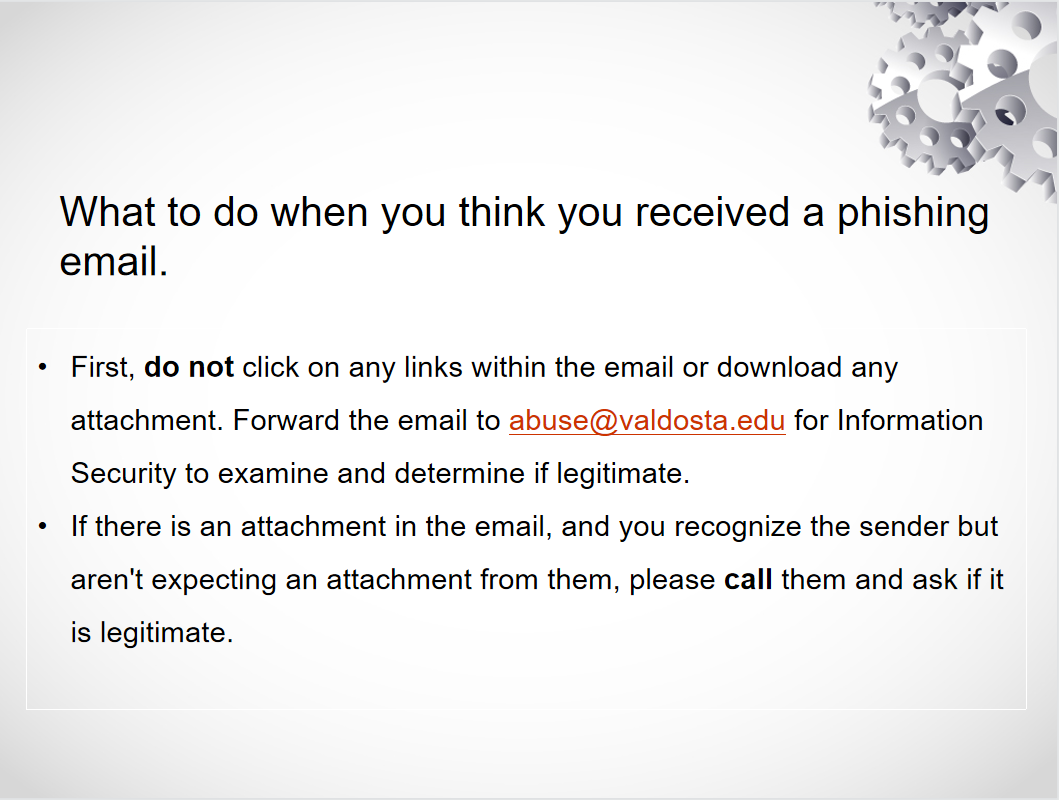 What to do when you think you received a phishing
email.
• First, do not click on any links within the email or download any
attachment. Forward the email to abuse@valdosta.edu for Information
Security to examine and determine if legitimate.
• If there is an attachment in the email, and you recognize the sender but
aren't expecting an attachment from them, please call them and ask if it
is legitimate.